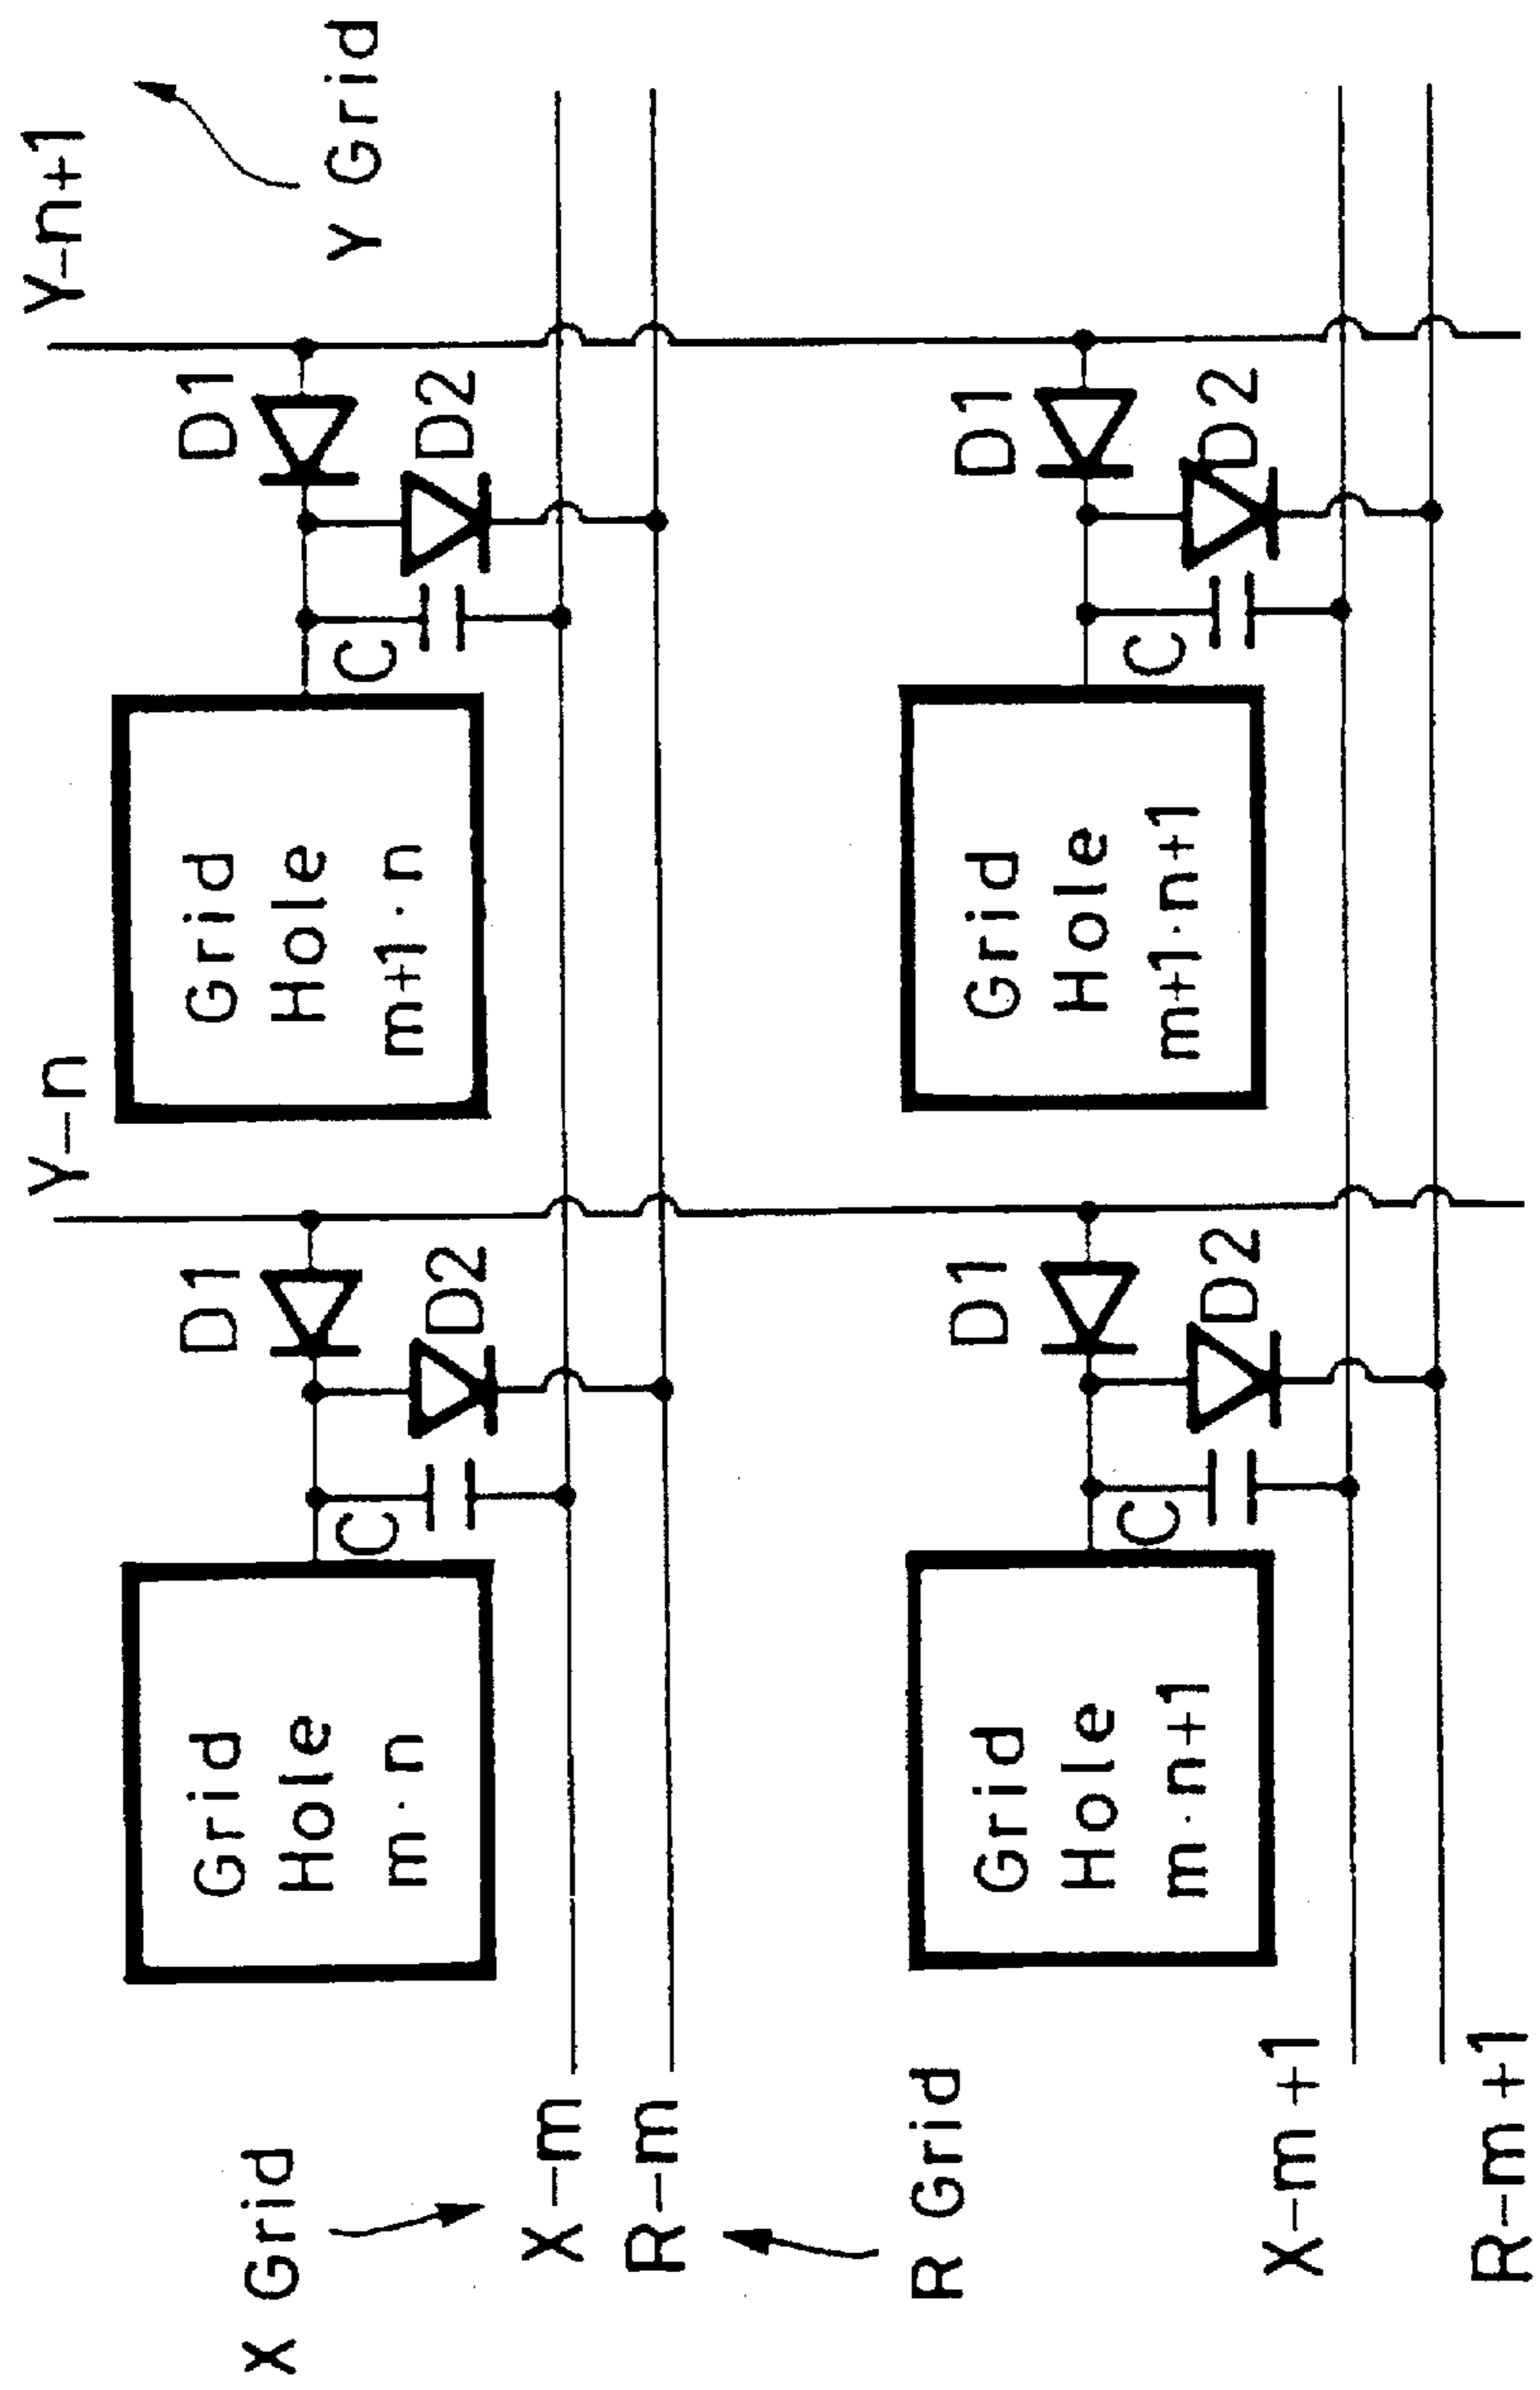 Y-n
Y-n+1
X Grid
Grid
Hole
m·n
D1
C
D2
Grid
Hole
m+1·n
D1
C
D2
Y Grid
X-m
R-m
R Grid
Grid
Hole
m·n+1
D1
C
D2
Grid
Hole
m+1·n+1
D1
C
D2
X-m+1
R-m+1